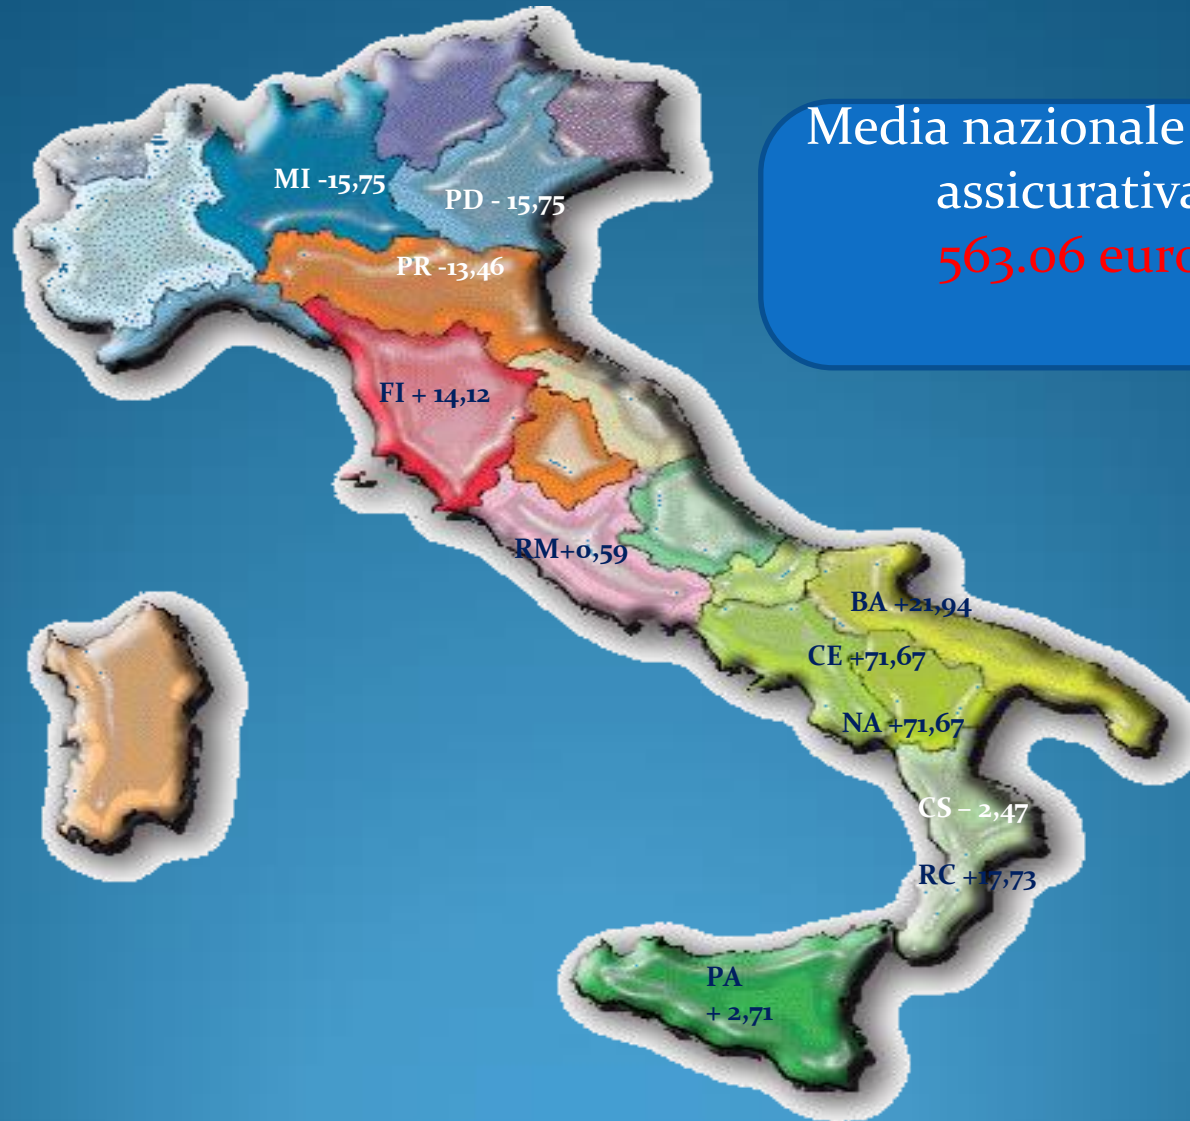 Media nazionale
assicurativa
563.06 euro
MI -15,75
PD - 15,75
PR -13,46
FI + 14,12
RM+0,59
BA +21,94
CE +71,67
NA +71,67
CS – 2,47
RC +17,73
PA
+ 2,71